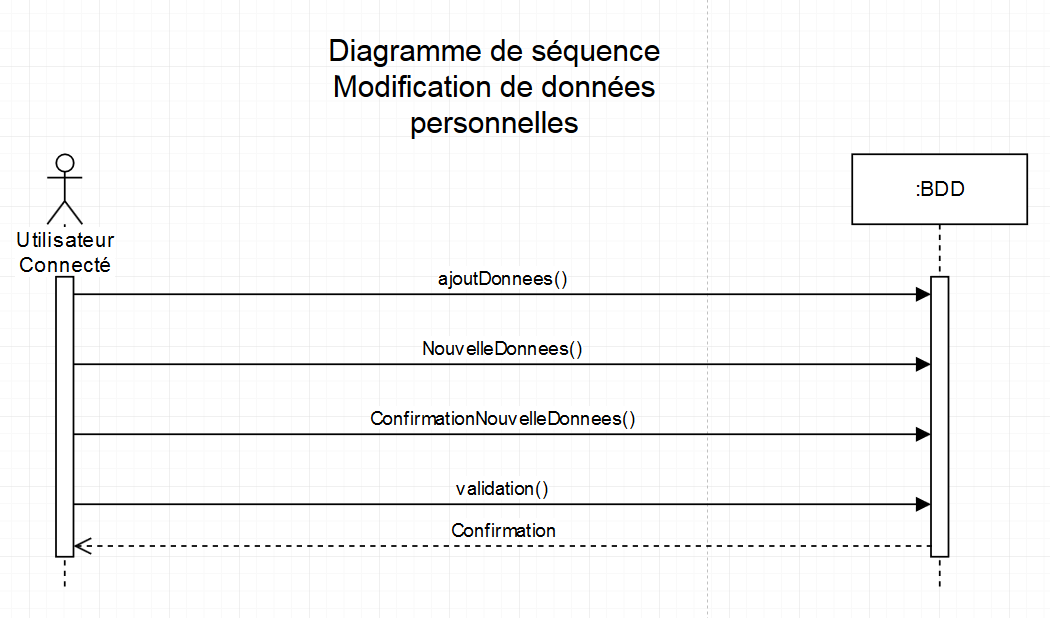 Diagramme de séquence
Modification de données
personnelles
:BDD
Utilisateur
Connecté
ajoutDonnees()
NouvelleDonnees()
ConfirmationNouvelleDonnees()
validation()
Confirmation